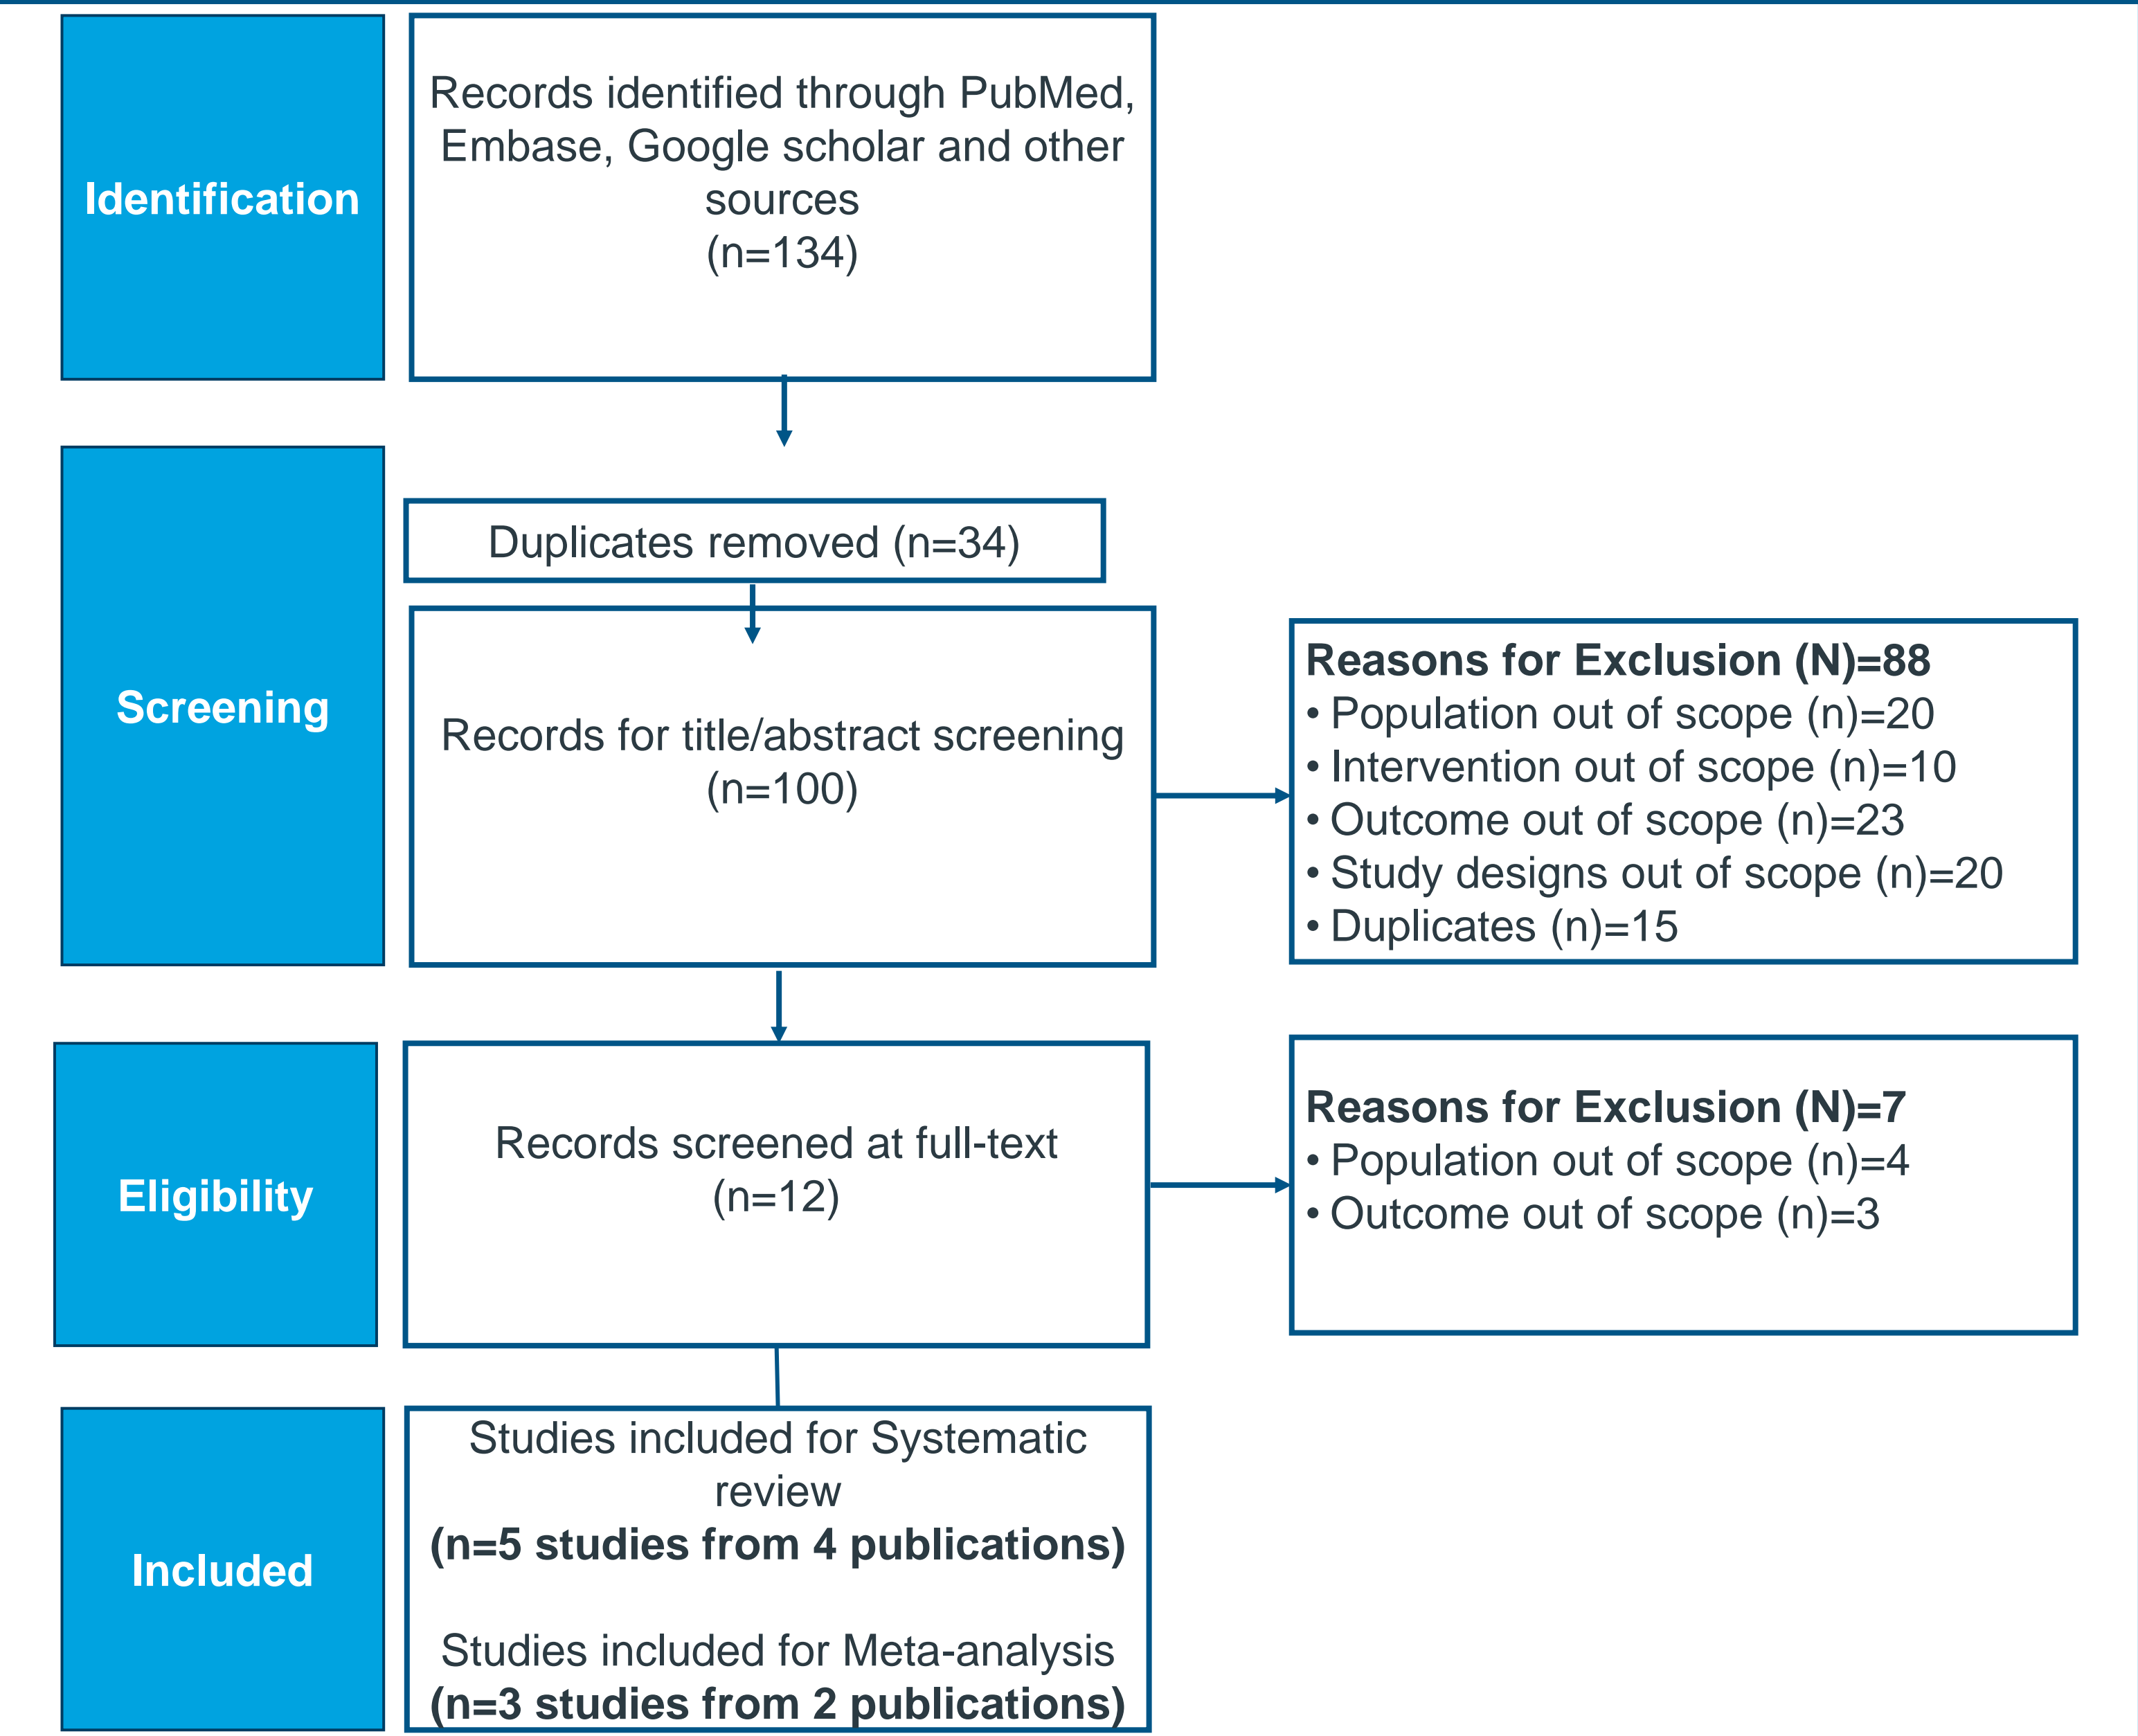 Identification
Records identified through PubMed,
Embase, Google scholar and other
sources
(n=134)
Screening
Duplicates removed (n=34)
Records for title/abstract screening
(n=100)
Reasons for Exclusion (N)=88
• Population out of scope (n)=20
• Intervention out of scope (n)=10
• Outcome out of scope (n)=23
• Study designs out of scope (n)=20
• Duplicates (n)=15
Eligibility
Records screened at full-text
(n=12)
Reasons for Exclusion (N)=7
• Population out of scope (n)=4
• Outcome out of scope (n)=3
Included
Studies included for Systematic
review
(n=5 studies from 4 publications)
Studies included for Meta-analysis
(n=3 studies from 2 publications)